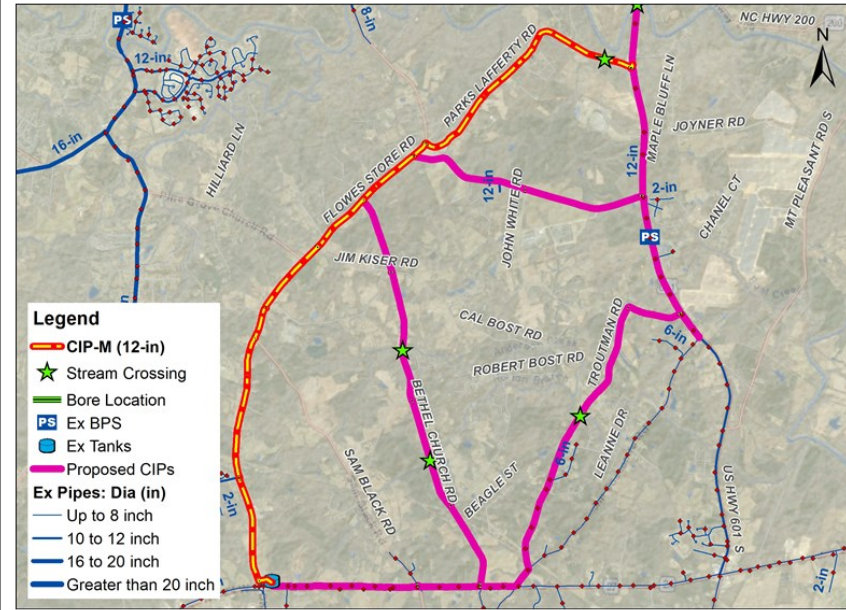 PS
8-in
NC HWY 200
N
12-in
PARKS LAFFERTY RD
MAPLE BLUFF LN
JOYNER RD
16-in
HILLIARD LN
FLOWES STORE RD
12-in
12-in
JOHN WHITE RD
2-in
CHANEL CT
MT PLEASANT RD S
PS
JIM KISER RD
CAL BOST RD
TROUTMAN RD
6-in
ROBERT BOST RD
BETHEL CHURCH RD
LEANNE DR
6-in
BEAGLE ST
SAM BLACK RD
US HWY 601 S
2-in
2-in
Legend
CIP-M (12-in)
Stream Crossing
Bore Location
PS Ex BPS
Ex Tanks
Proposed CIPs
Ex Pipes: Dia (in)
Up to 8 inch
10 to 12 inch
16 to 20 inch
Greater than 20 inch